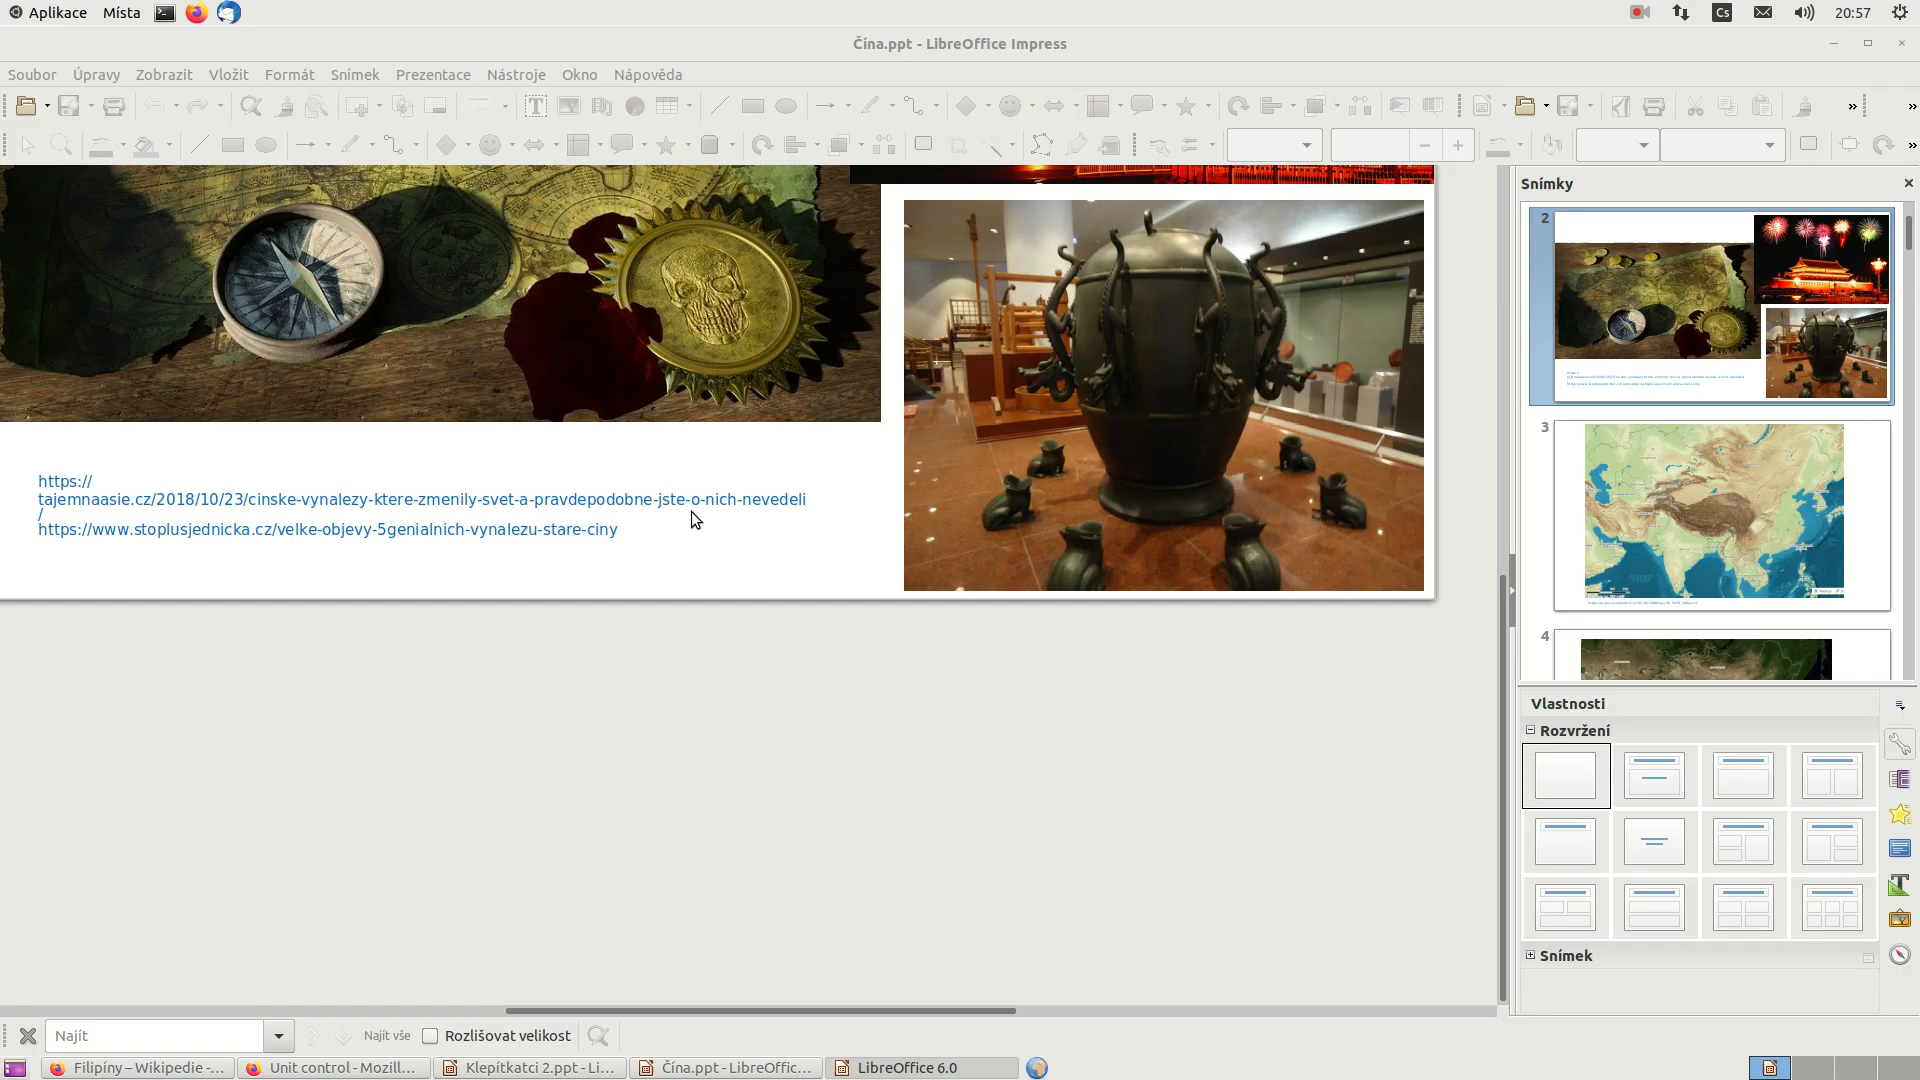 Aplikace Místa Cs 20:57
Čína.ppt - LibreOffice Impress
Soubor Úpravy Zobrazit Vložit Formát Snímek Prezentace Nástroje Okno Nápověda
Snímky
2
3
4
https://
tajemnaasie.cz/2018/10/23/cinske-vynalezy-ktere-zmenily-svet-a-pravdepodobne-jste-o-nich-nevedeli
/
https://www.stoplusjednicka.cz/velke-objevy-5genialnich-vynalezu-stare-ciny
Vlastnosti
Rozvržení
Snímek
Najít Najít vše Rozlišovat velikost
Filipíny – Wikipedie -... Unit control - Mozill... Klepítkatci 2.ppt - Li... Čína.ppt - LibreOffic... LibreOffice 6.0